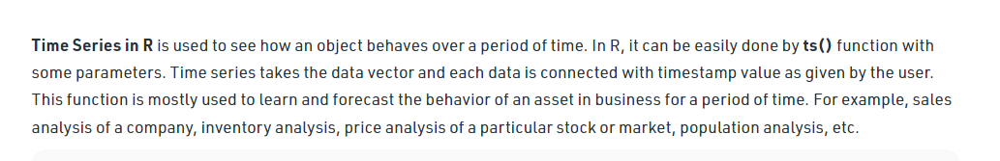 Time Series in R is used to see how an object behaves over a period of time. In R, it can be easily done by ts() function with
some parameters. Time series takes the data vector and each data is connected with timestamp value as given by the user.
This function is mostly used to learn and forecast the behavior of an asset in business for a period of time. For example, sales
analysis of a company, inventory analysis, price analysis of a particular stock or market, population analysis, etc.